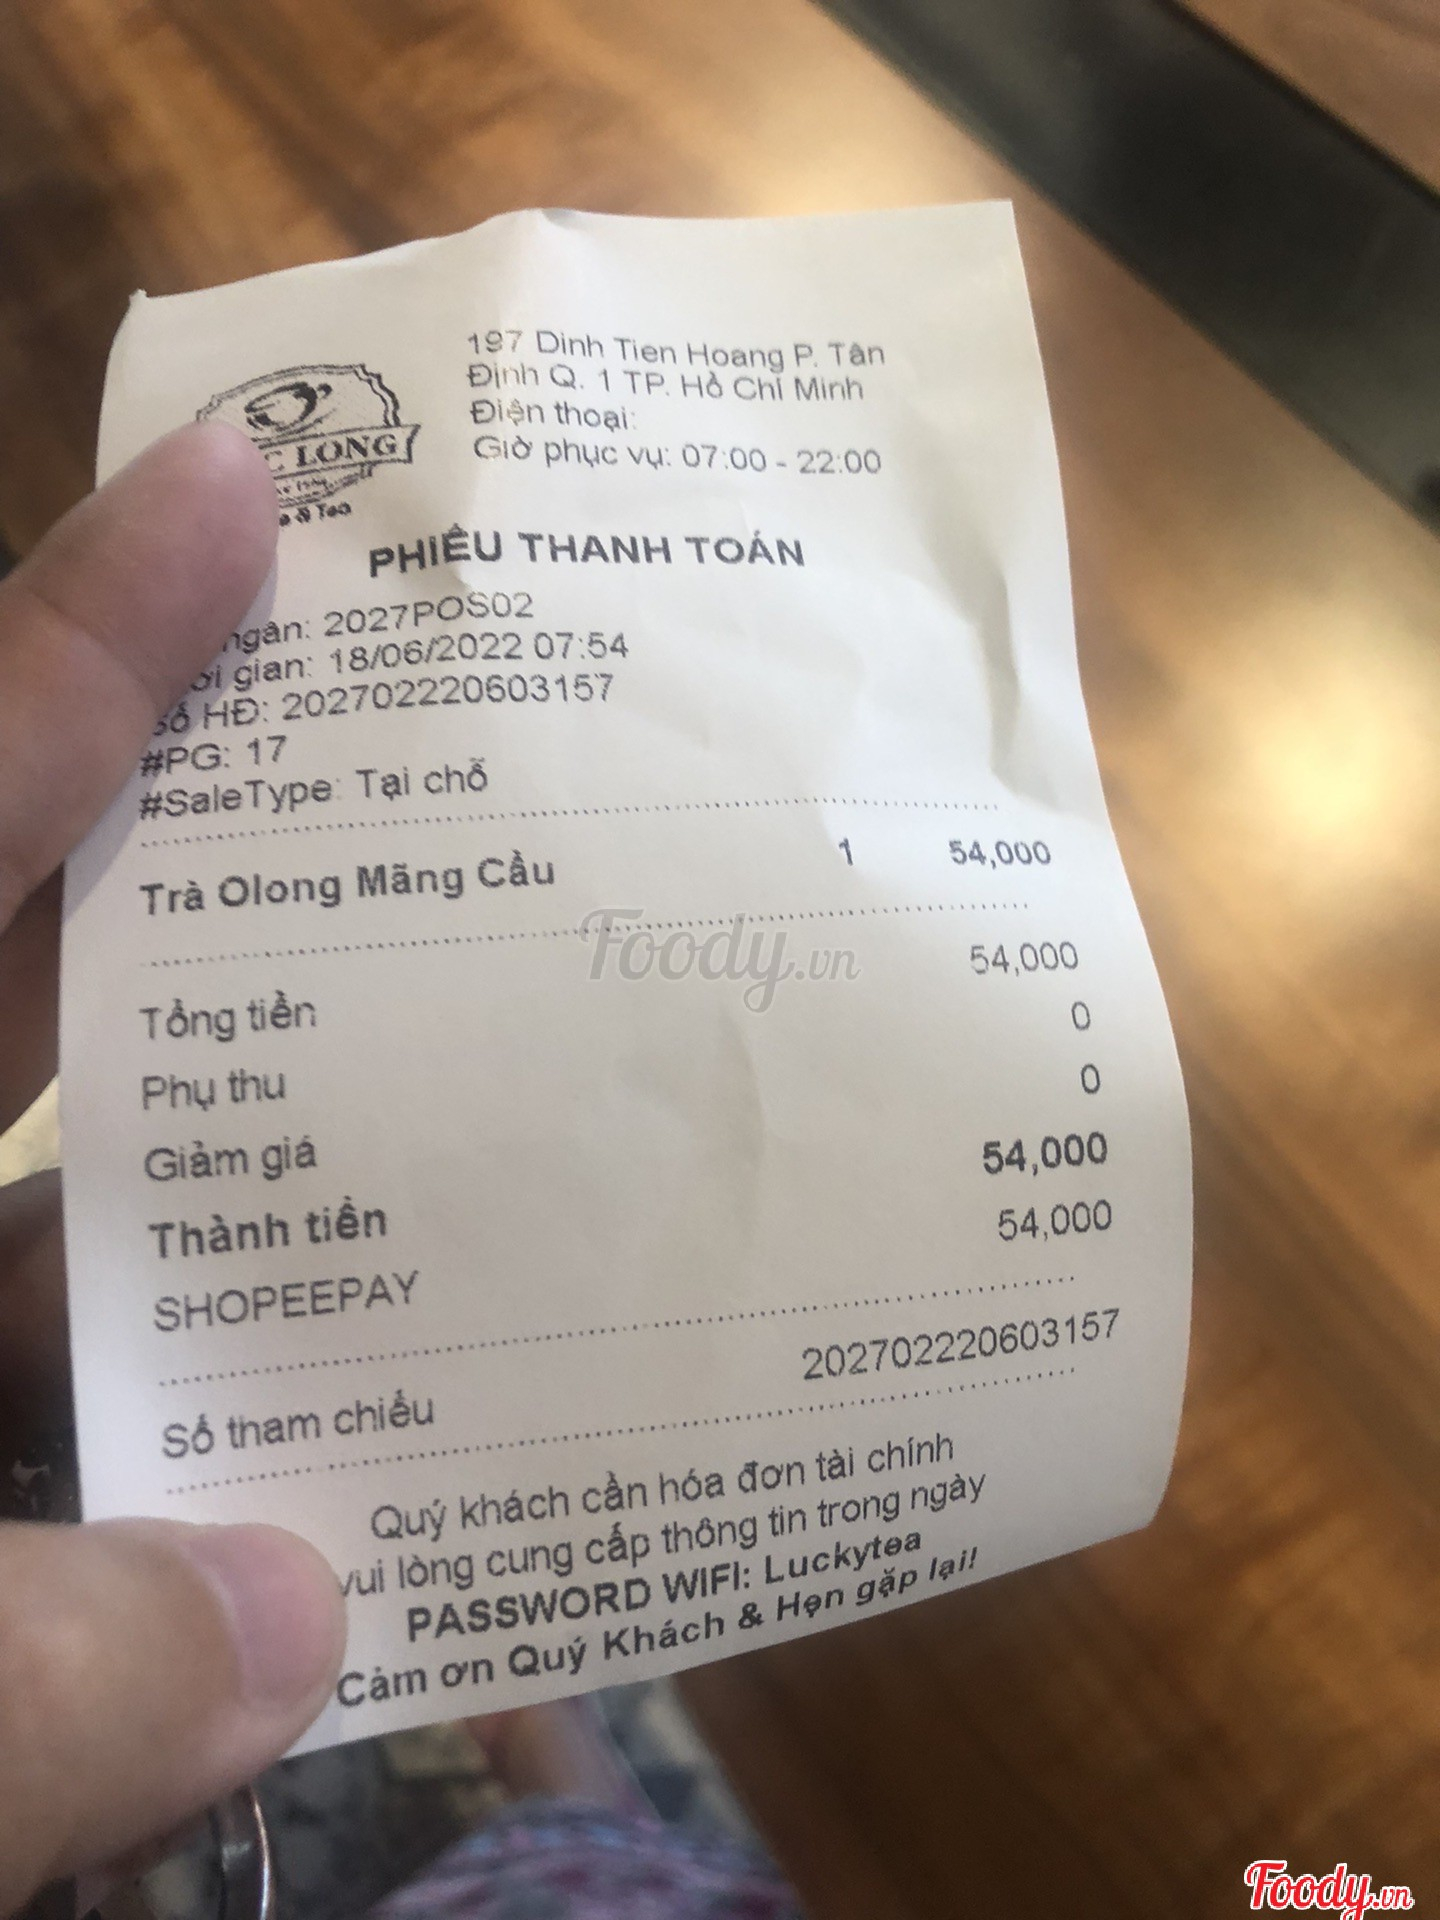 197 Dinh Tien Hoang P. Tân
Định Q. 1 TP. Hồ Chí Minh
Điện thoại:
Giờ phục vụ: 07:00 - 22:00
LONG
& Tea
PHIẾU THANH TOÁN
ngân: 2027POS02
gian: 18/06/2022 07:54
Số HĐ: 202702220603157
#PG: 17
#SaleType: Tại chỗ
Trà Olong Mãng Cầu 1 54,000
Foody.vn
Tổng tiền 54,000
Phụ thu 0
Giảm giá 0
Thành tiền 54,000
SHOPEEPAY 54,000
Số tham chiếu 202702220603157
Quý khách cần hóa đơn tài chính
vui lòng cung cấp thông tin trong ngày
PASSWORD WIFI: Luckytea
Cảm ơn Quý Khách & Hẹn gặp lại!
Foody.vn